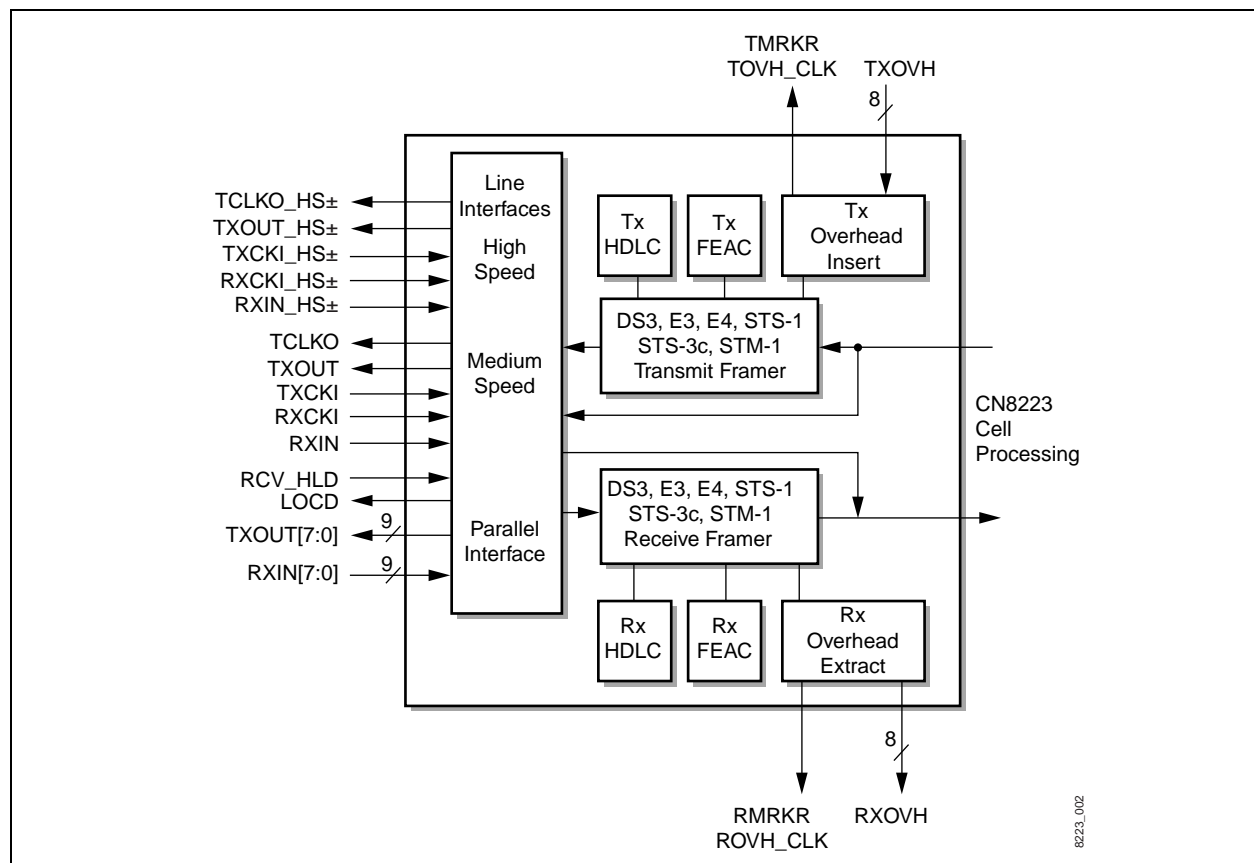 TMRKR
TOVH_CLK
TXOVH
8
Line
Interfaces
High
Speed
Medium
Speed
Parallel
Interface
TCLKO_HS±
TXOUT_HS±
TXCKI_HS±
RXCKI_HS±
RXIN_HS±
TCLKO
TXOUT
TXCKI
RXCKI
RXIN
RCV_HLD
LOCD
TXOUT[7:0]
9
RXIN[7:0]
9
Tx
HDLC
Tx
FEAC
Tx
Overhead
Insert
DS3, E3, E4, STS-1
STS-3c, STM-1
Transmit Framer
CN8223
Cell
Processing
DS3, E3, E4, STS-1
STS-3c, STM-1
Receive Framer
Rx
HDLC
Rx
FEAC
Rx
Overhead
Extract
8
RMRKR
ROVH_CLK
RXOVH
8223_002